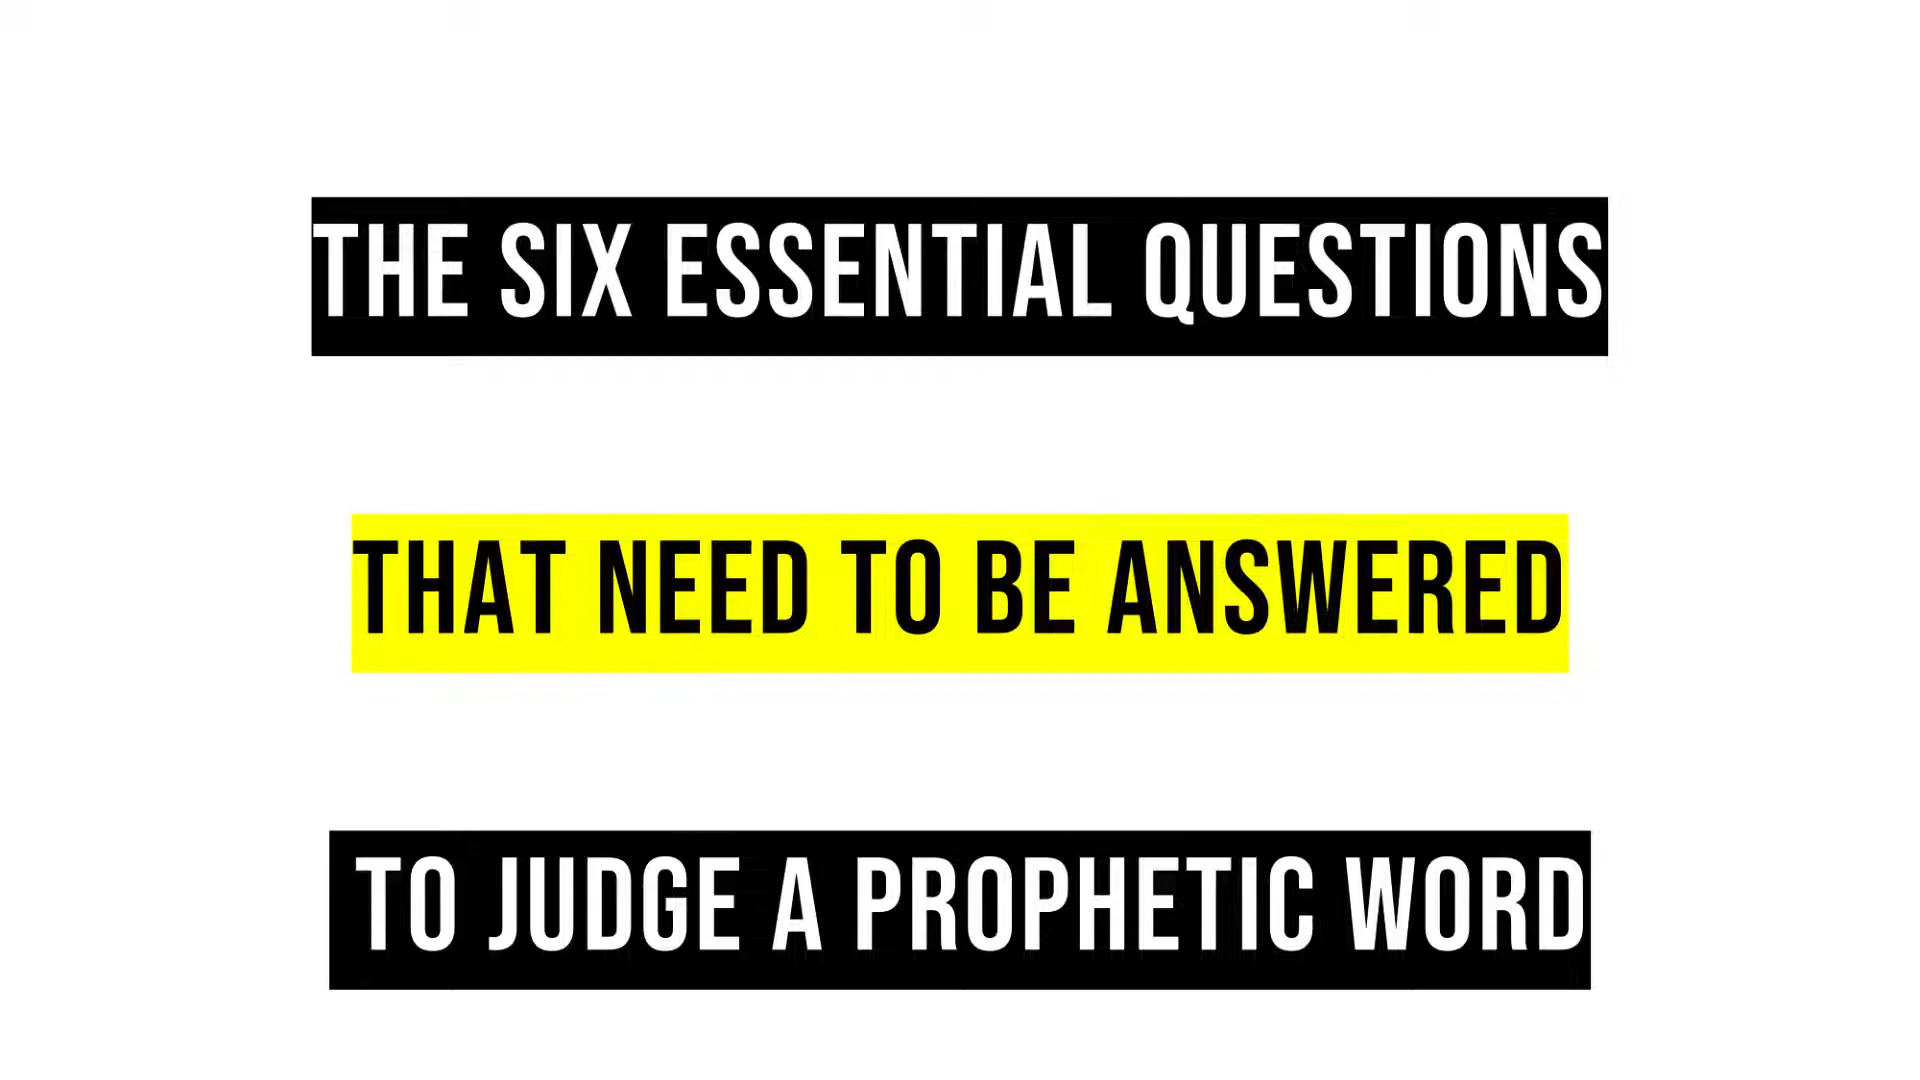 THE SIX ESSENTIAL QUESTIONS
THAT NEED TO BE ANSWERED
TO JUDGE A PROPHETIC WORD